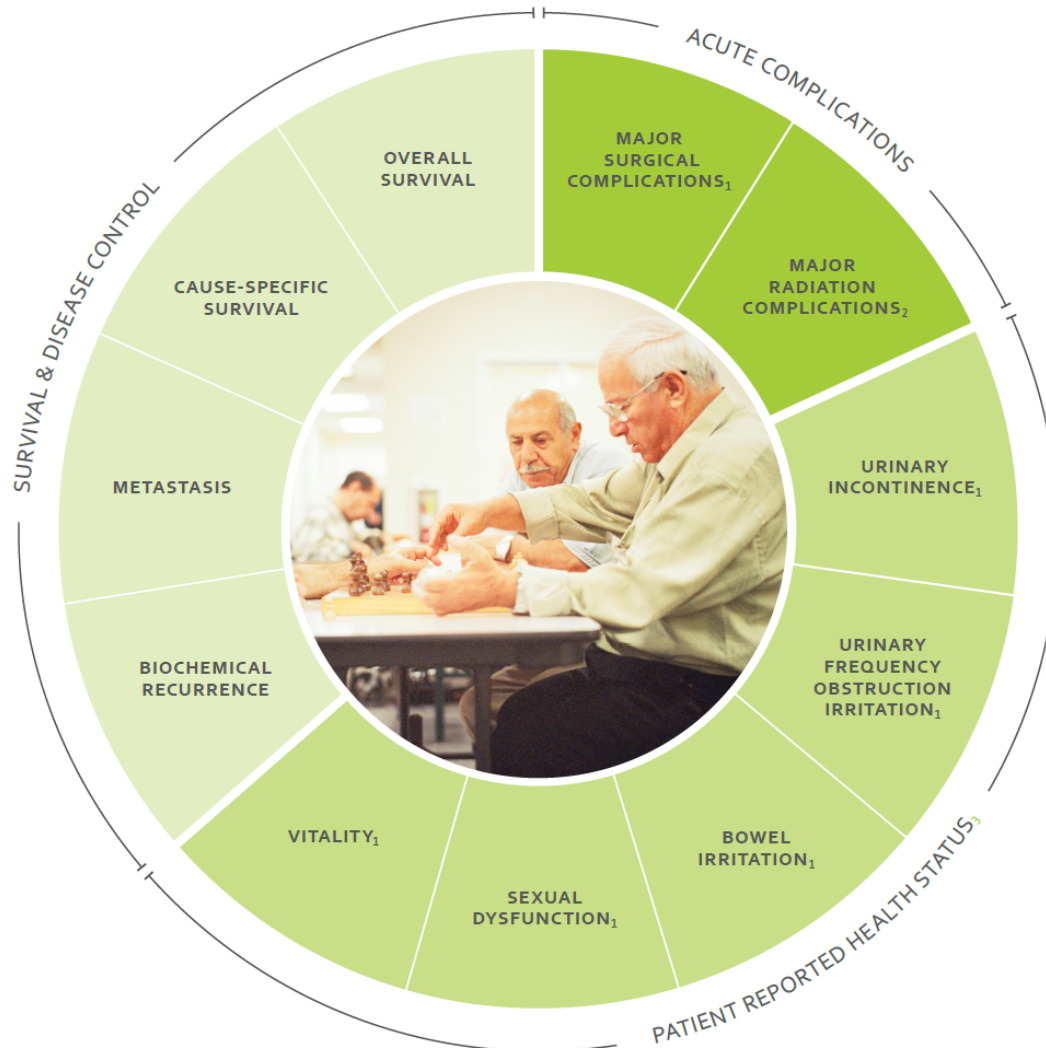 ACUTE COMPLICATIONS
MAJOR
SURGICAL
COMPLICATIONS1
MAJOR
RADIATION
COMPLICATIONS2
PATIENT REPORTED HEALTH STATUS3
URINARY
INCONTINENCE1
URINARY
FREQUENCY
OBSTRUCTION
IRRITATION1
BOWEL
IRRITATION1
SEXUAL
DYSFUNCTION1
VITALITY1
SURVIVAL & DISEASE CONTROL
BIOCHEMICAL
RECURRENCE
METASTASIS
CAUSE-SPECIFIC
SURVIVAL
OVERALL
SURVIVAL